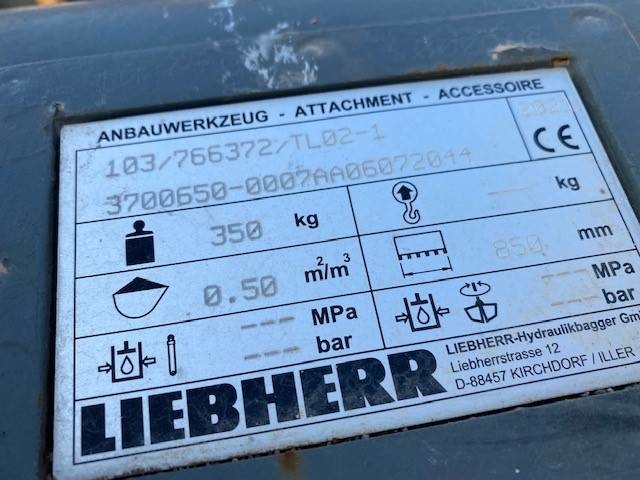 ANBAUWERKZEUG - ATTACHMENT - ACCESSOIRE
103/766372/TL02-1
3700650-0007AA06072044
CE
350 kg
--- kg
0.50 m²/m³
850 mm
--- MPa
--- bar
--- MPa
--- bar
LIEBHERR
LIEBHERR-Hydraulikbagger Gm
Liebherrstrasse 12
D-88457 KIRCHDORF / ILLER